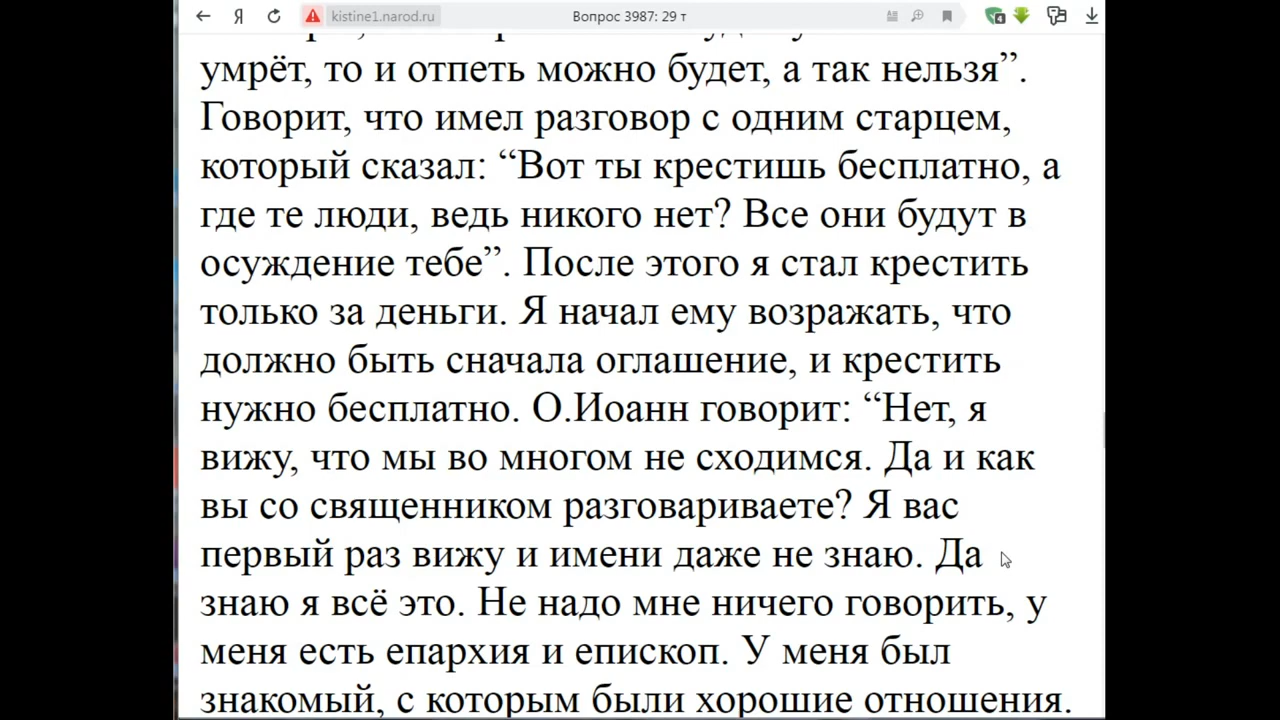 Я
kistine1.narod.ru
Вопрос 3987: 29 т
4
умрёт, то и отпеть можно будет, а так нельзя”.
Говорит, что имел разговор с одним старцем,
который сказал: “Вот ты крестишь бесплатно, а
где те люди, ведь никого нет? Все они будут в
осуждение тебе”. После этого я стал крестить
только за деньги. Я начал ему возражать, что
должно быть сначала оглашение, и крестить
нужно бесплатно. О.Иоанн говорит: “Нет, я
вижу, что мы во многом не сходимся. Да и как
вы со священником разговариваете? Я вас
первый раз вижу и имени даже не знаю. Да
знаю я всё это. Не надо мне ничего говорить, у
меня есть епархия и епископ. У меня был
знакомый, с которым были хорошие отношения.